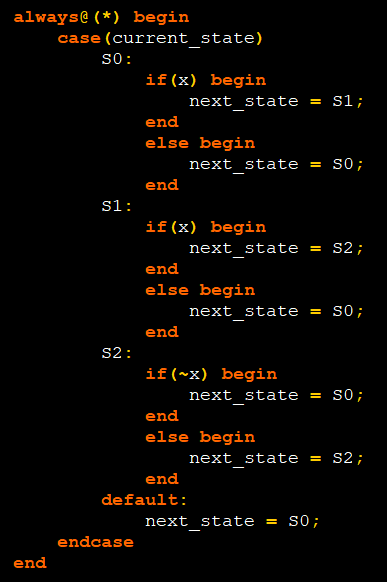 always@(*) begin
    case(current_state)
        S0:
            if(x) begin
                next_state = S1;
            end
            else begin
                next_state = S0;
            end
        S1:
            if(x) begin
                next_state = S2;
            end
            else begin
                next_state = S0;
            end
        S2:
            if(~x) begin
                next_state = S0;
            end
            else begin
                next_state = S2;
            end
        default:
            next_state = S0;
    endcase
end